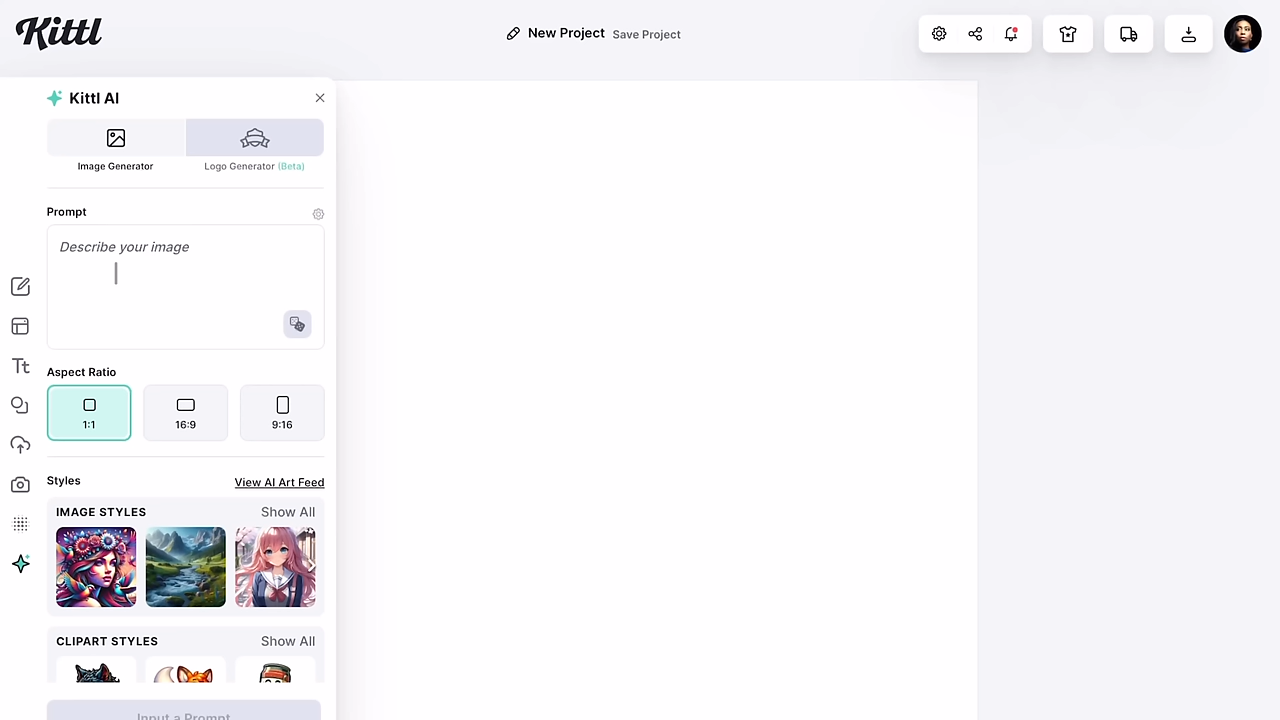 Kittl
New Project Save Project
Kittl AI
Image Generator
Logo Generator (Beta)
Prompt
Describe your image
Tt
Aspect Ratio
1:1
16:9
9:16
Styles
View AI Art Feed
IMAGE STYLES
Show All
CLIPART STYLES
Show All
Input a Prompt